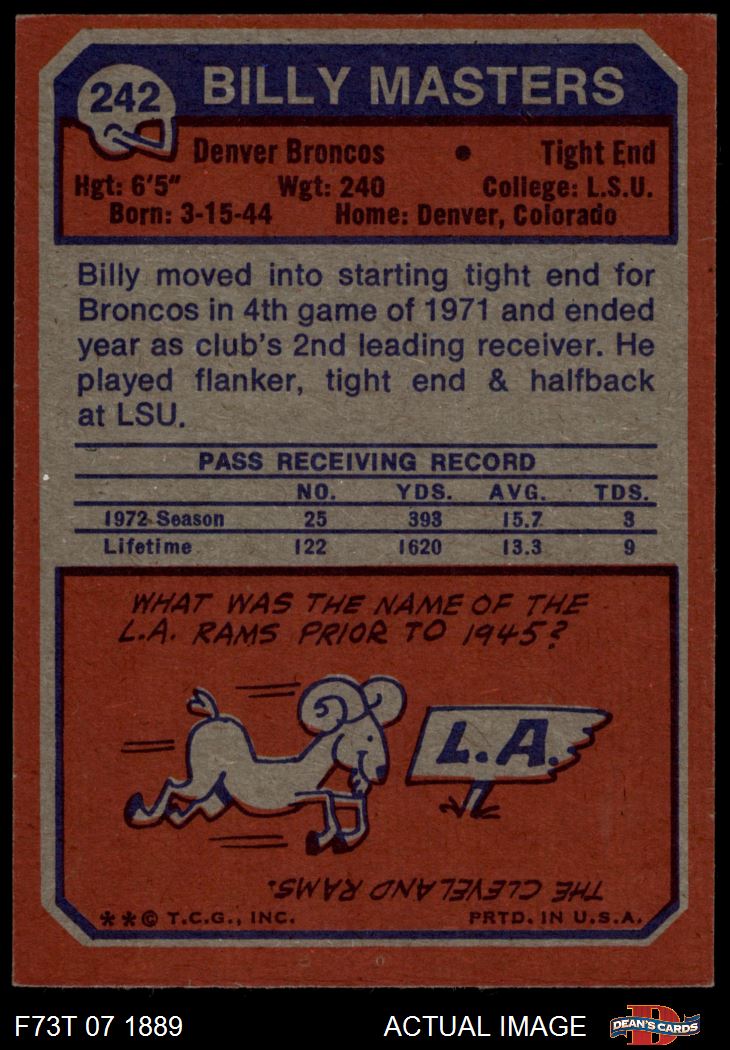 242 BILLY MASTERS
Denver Broncos • Tight End
Hgt: 6'5" Wgt: 240 College: L.S.U.
Born: 3-15-44 Home: Denver, Colorado
Billy moved into starting tight end for
Broncos in 4th game of 1971 and ended
year as club's 2nd leading receiver. He
played flanker, tight end & halfback
at LSU.
PASS RECEIVING RECORD
NO. YDS. AVG. TDS.
1972 Season 25 393 15.7 3
Lifetime 122 1620 13.3 9
WHAT WAS THE NAME OF THE
L.A. RAMS PRIOR TO 1945?
L.A.
THE CLEVELAND RAMS.
**© T.C.G., INC. PRTD. IN U.S.A.
F73T 07 1889 ACTUAL IMAGE D DEAN'S CARDS